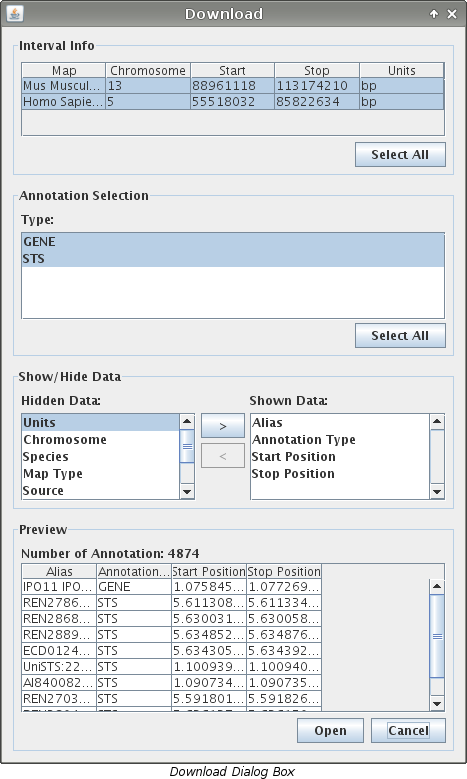 Download
Interval Info
Map Chromosome Start Stop Units
Mus Muscul... 13 88961118 113174210 bp
Homo Sapie... 5 55518032 85822634 bp
Select All
Annotation Selection
Type:
GENE
STS
Select All
Show/Hide Data
Hidden Data: Shown Data:
Units Alias
Chromosome Annotation Type
Species Start Position
Map Type Stop Position
Source
>
<
Preview
Number of Annotation: 4874
Alias Annotation... Start Position Stop Position
IPO11 IPO... GENE 1.075845... 1.077269...
REN2786... STS 5.611308... 5.611334...
REN2868... STS 5.630031... 5.630058...
REN2889... STS 5.634852... 5.634876...
ECD0124... STS 5.634305... 5.634392...
UniSTS:22... STS 1.100939... 1.100940...
AI840082... STS 1.090734... 1.090735...
REN2703... STS 5.591801... 5.591826...
Open Cancel
Download Dialog Box